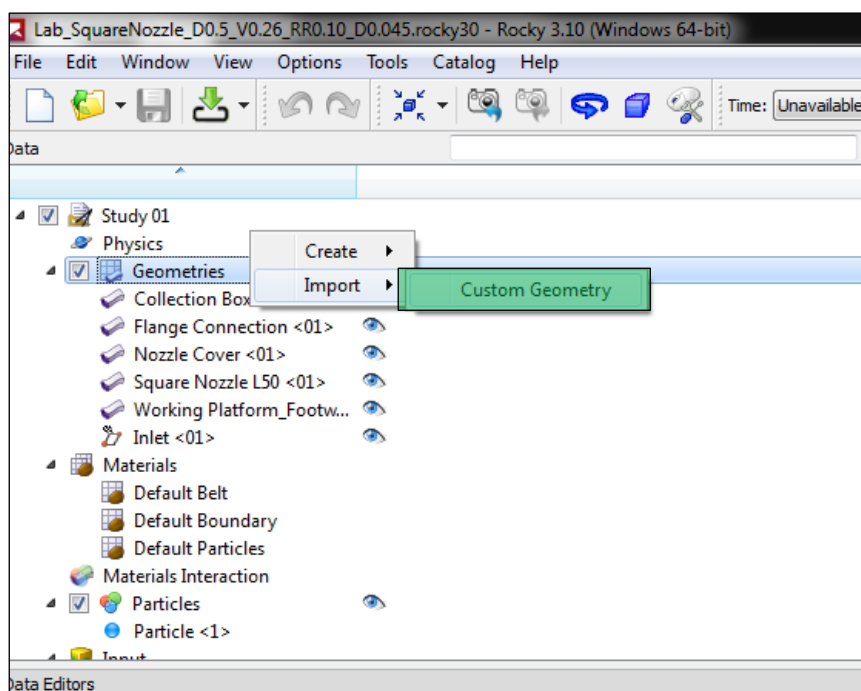 Lab_SquareNozzle_D0.5_V0.26_RR0.10_D0.045.rocky30 - Rocky 3.10 (Windows 64-bit)
File Edit Window View Options Tools Catalog Help
Time: Unavailable
Data
Study 01
Physics
Create
Geometries
Import
Custom Geometry
Collection Box
Flange Connection <01>
Nozzle Cover <01>
Square Nozzle L50 <01>
Working Platform_Footw...
Inlet <01>
Materials
Default Belt
Default Boundary
Default Particles
Materials Interaction
Particles
Particle <1>
Input
Data Editors